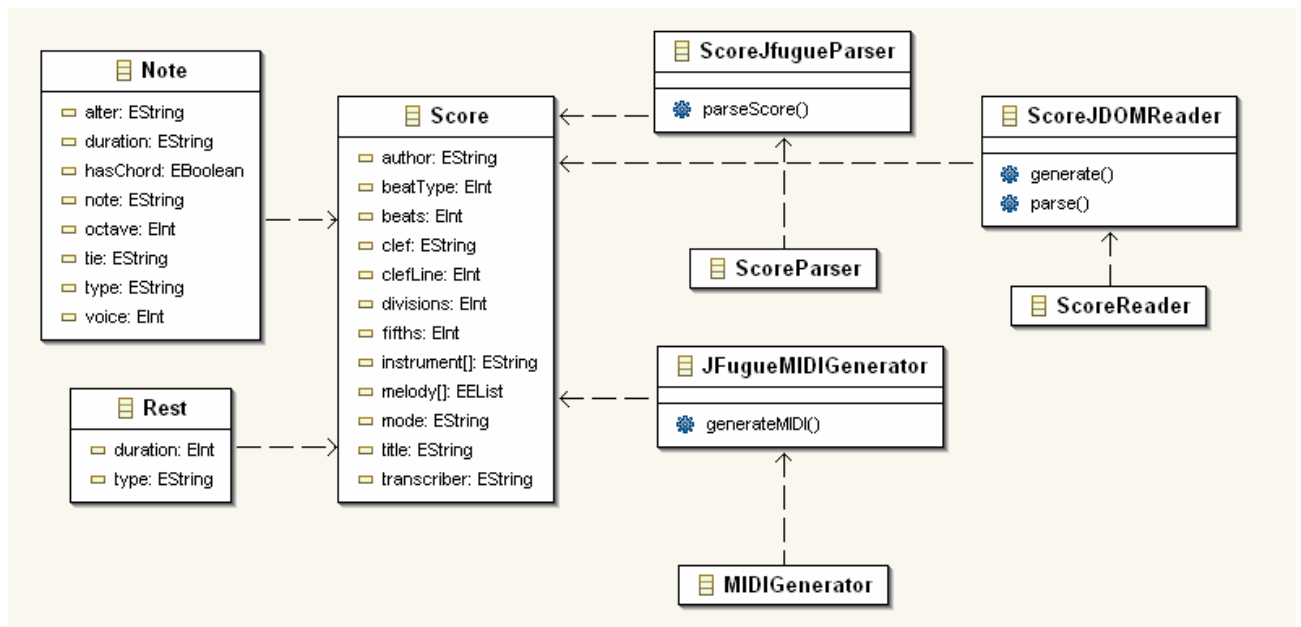 Note
alter: EString
duration: EString
hasChord: EBoolean
note: EString
octave: EInt
tie: EString
type: EString
voice: EInt
Rest
duration: EInt
type: EString
Score
author: EString
beatType: EInt
beats: EInt
clef: EString
clefLine: EInt
divisions: EInt
fifths: EInt
instrument[]: EString
melody[]: EEList
mode: EString
title: EString
transcriber: EString
ScoreJfugueParser
parseScore()
ScoreParser
ScoreJDOMReader
generate()
parse()
ScoreReader
JFugueMIDIGenerator
generateMIDI()
MIDIGenerator